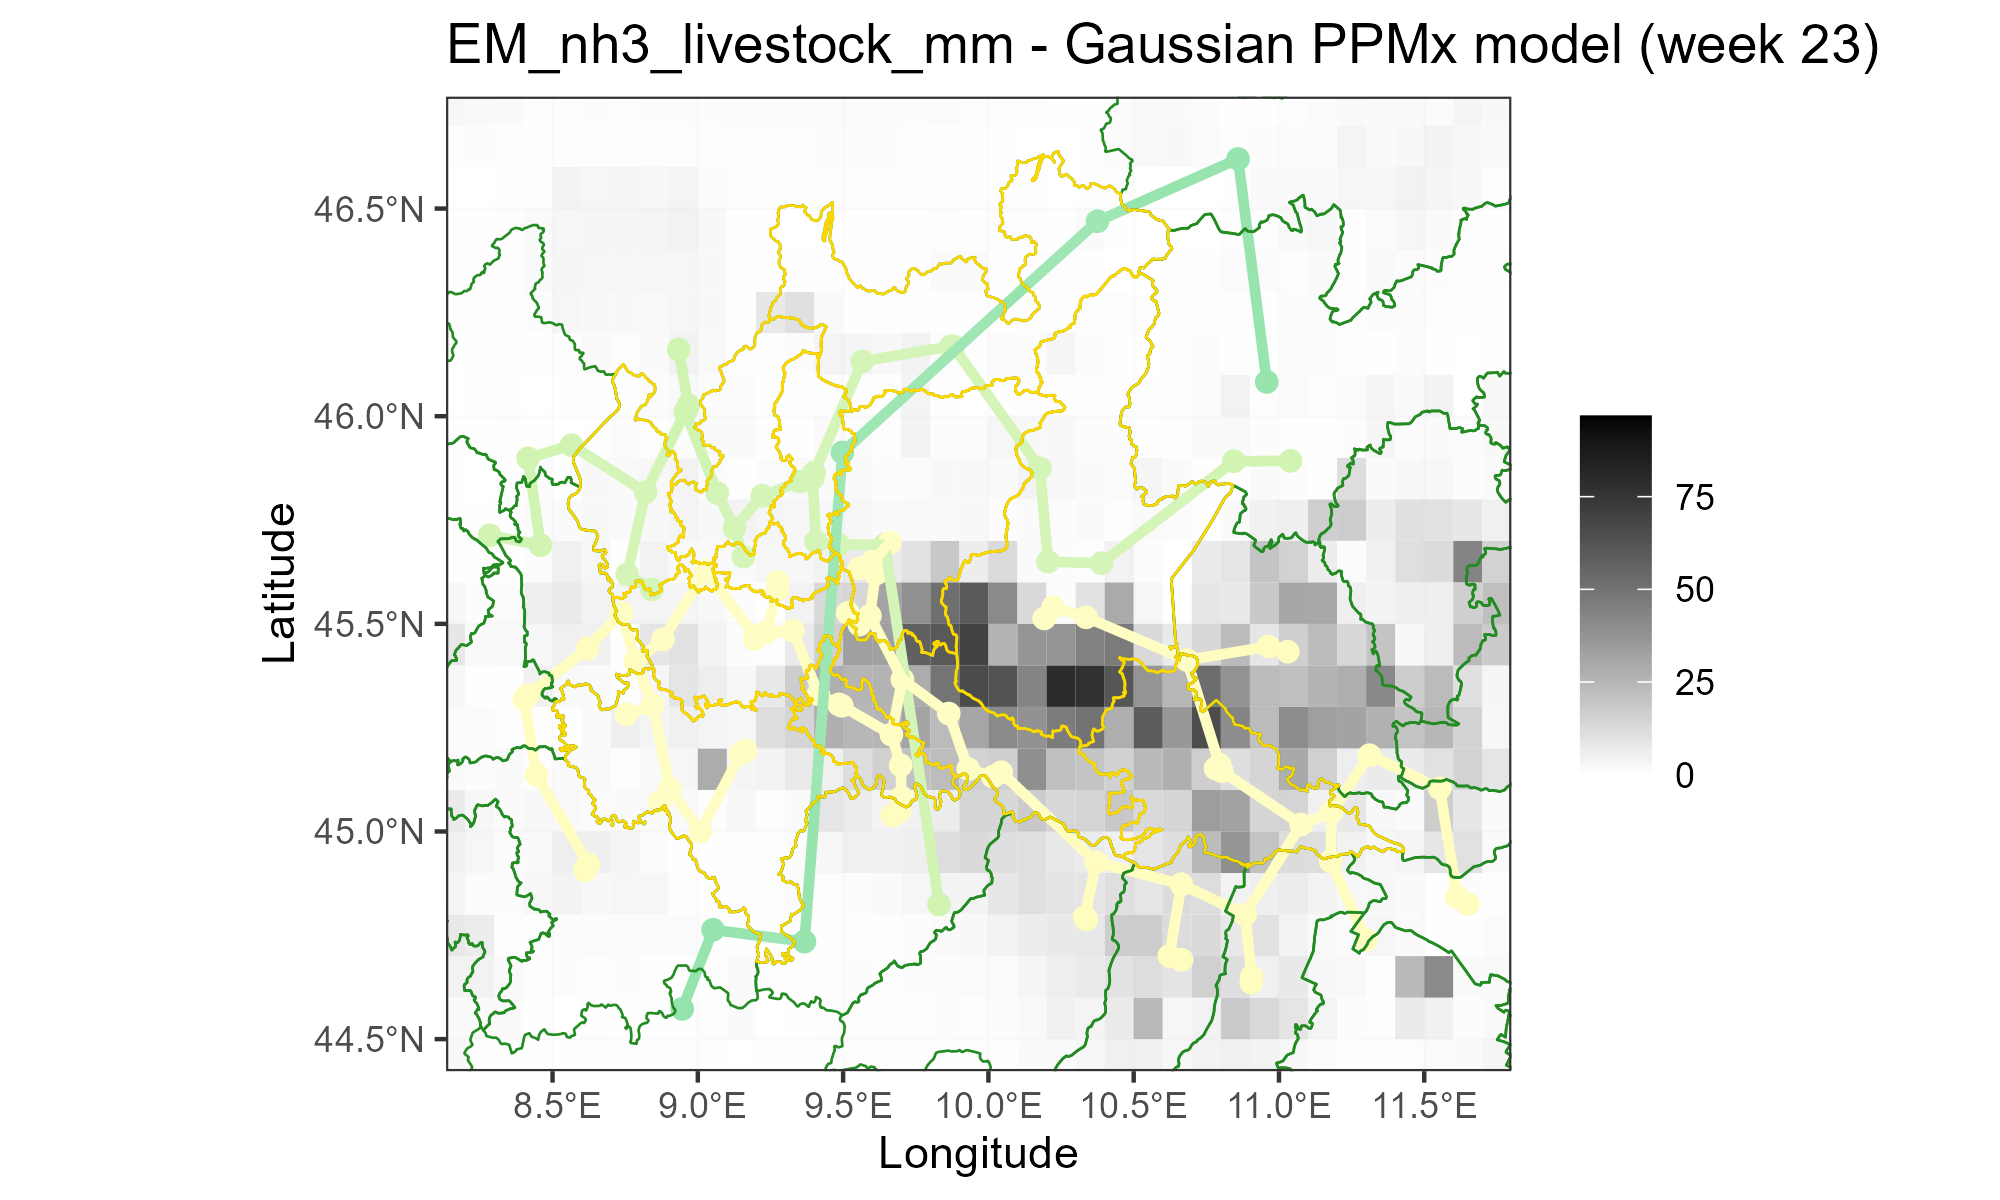 EM_nh3_livestock_mm - Gaussian PPMx model (week 23)
46.5°N
46.0°N
45.5°N
45.0°N
44.5°N
Latitude
8.5°E 9.0°E 9.5°E 10.0°E 10.5°E 11.0°E 11.5°E
Longitude
75
50
25
0